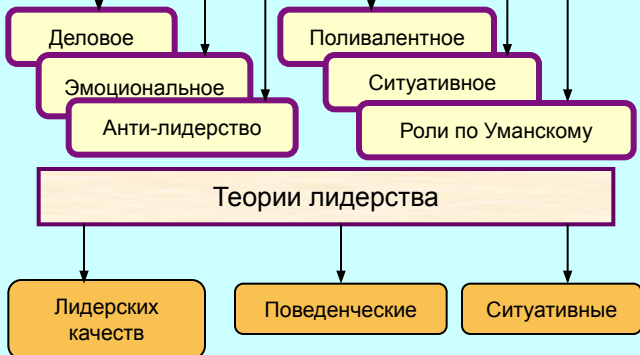 Деловое
Эмоциональное
Анти-лидерство
Поливалентное
Ситуативное
Роли по Уманскому
Теории лидерства
Лидерских
качеств
Поведенческие
Ситуативные